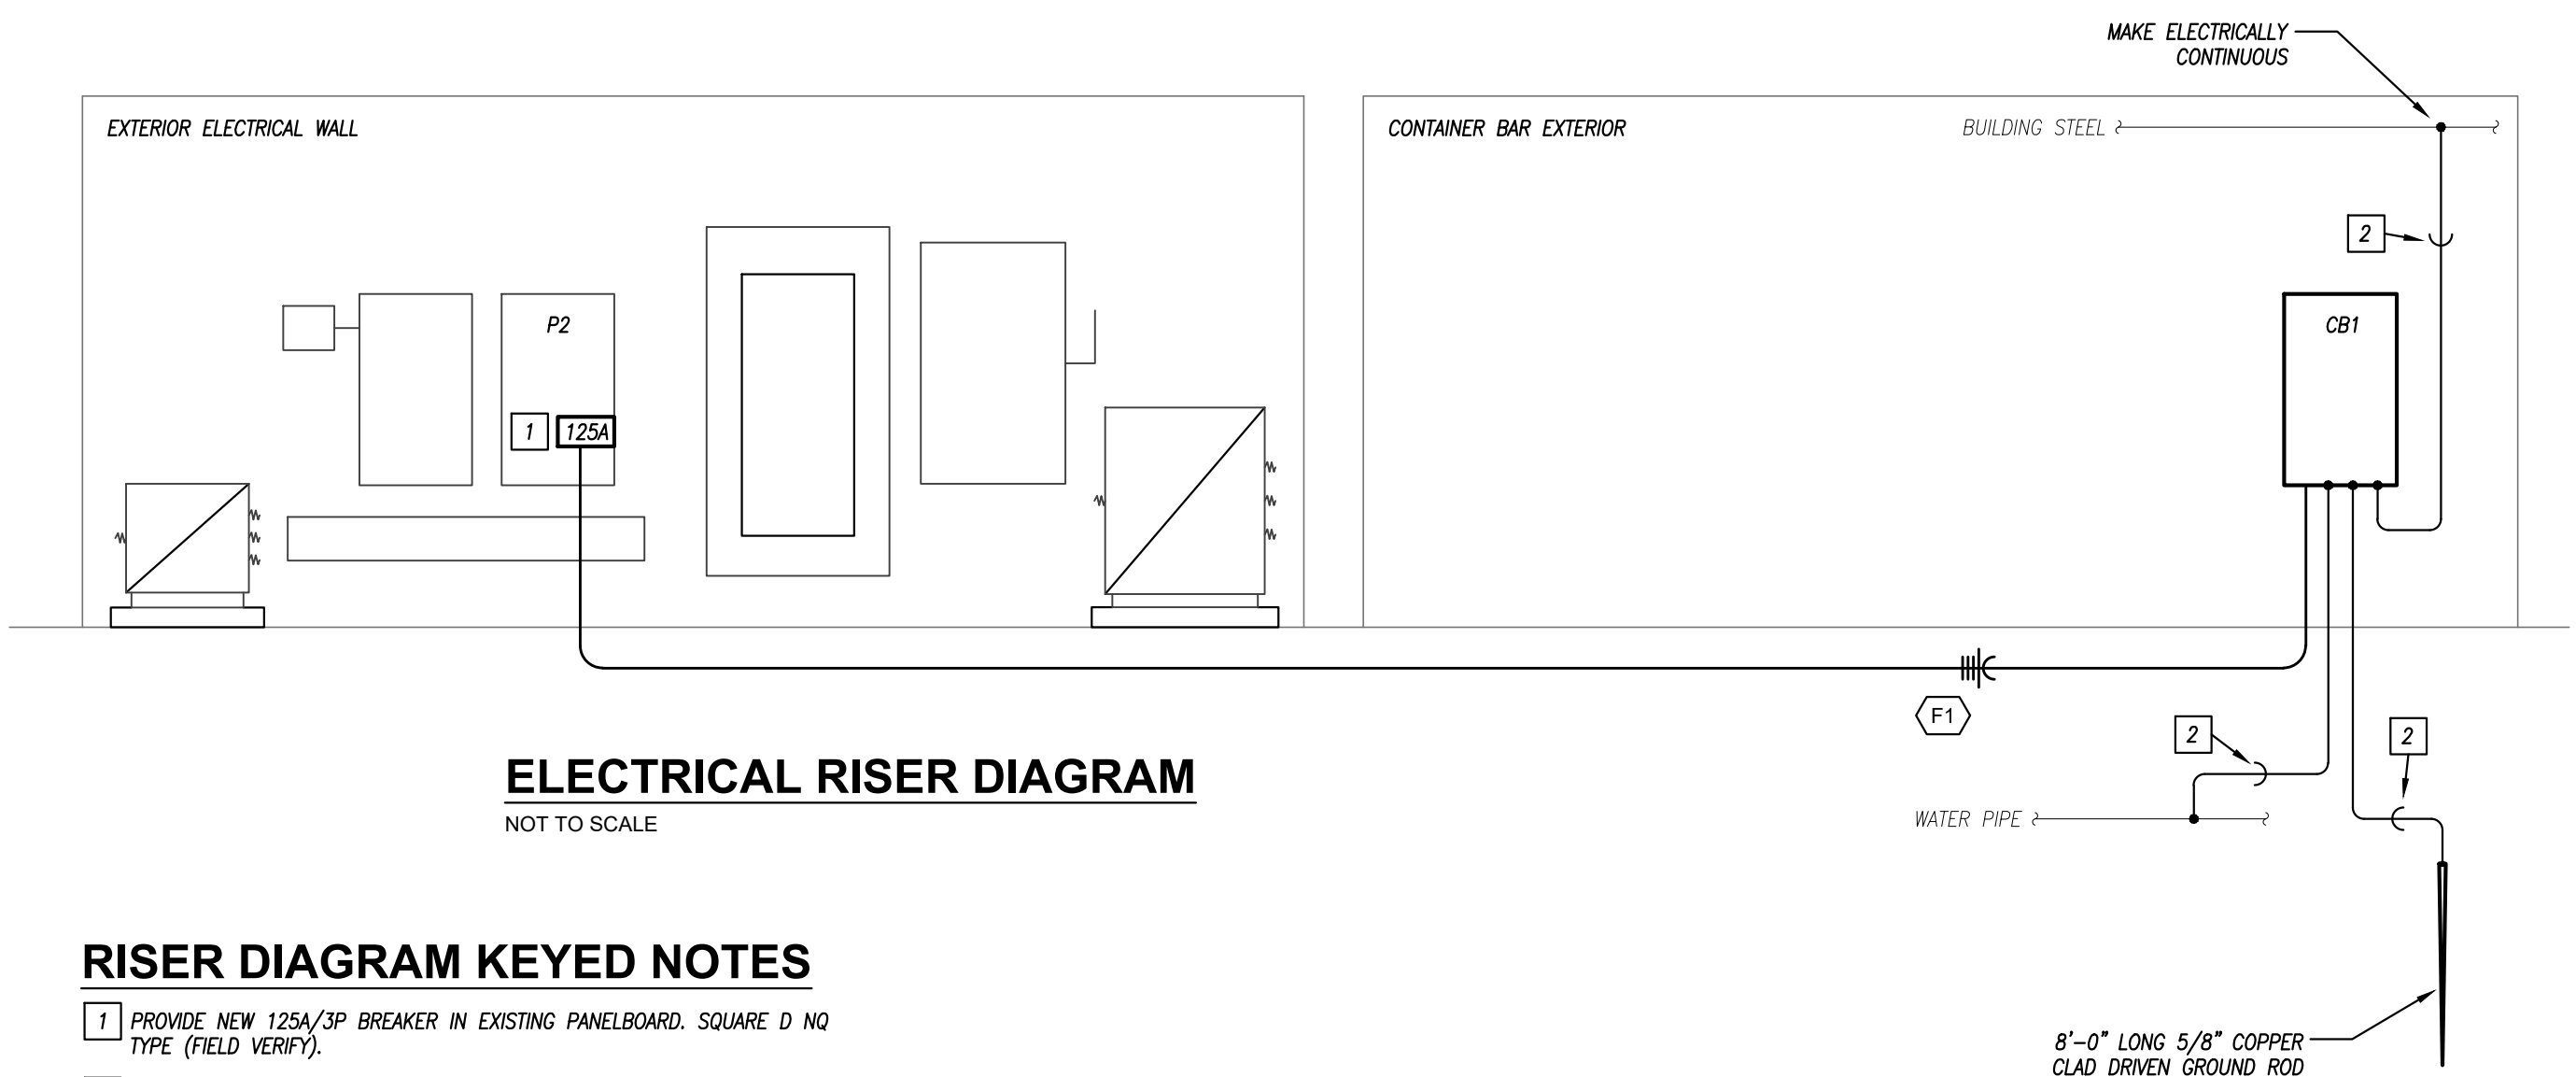 MAKE ELECTRICALLY
CONTINUOUS
EXTERIOR ELECTRICAL WALL
CONTAINER BAR EXTERIOR
BUILDING STEEL
2
P2
CB1
1
125A
F1
2
2
ELECTRICAL RISER DIAGRAM
NOT TO SCALE
WATER PIPE
RISER DIAGRAM KEYED NOTES
1 PROVIDE NEW 125A/3P BREAKER IN EXISTING PANELBOARD. SQUARE D NQ
TYPE (FIELD VERIFY).
8'-0" LONG 5/8" COPPER
CLAD DRIVEN GROUND ROD